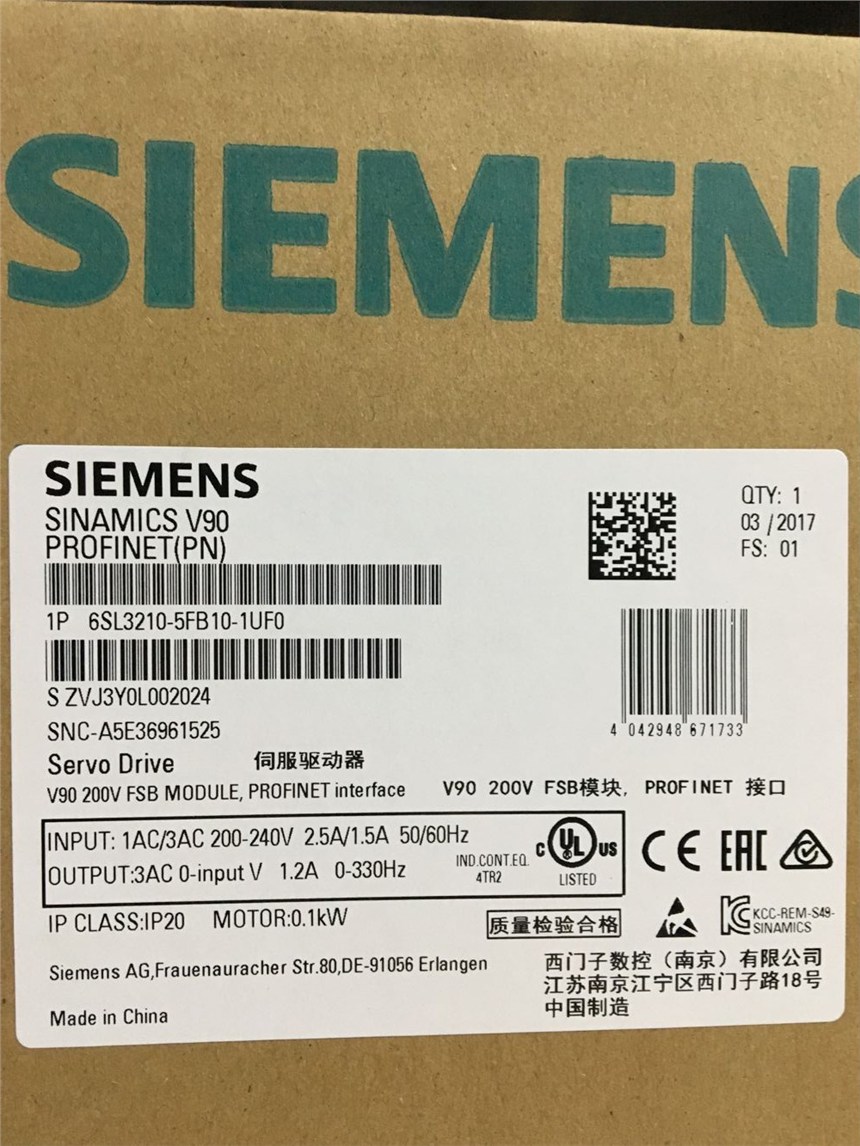 SIEMENS
SIEMENS
SINAMICS V90
PROFINET(PN)
QTY: 1
03 / 2017
FS: 01
1P 6SL3210-5FB10-1UF0
S ZVJ3Y0L002024
SNC-A5E36961525
4 042948 671733
Servo Drive 伺服驱动器
V90 200V FSB MODULE, PROFINET interface V90 200V FSB模块, PROFINET 接口
INPUT: 1AC/3AC 200-240V 2.5A/1.5A 50/60Hz
OUTPUT:3AC 0-input V 1.2A 0-330Hz
IND.CONT.EQ.
4TR2
C UL US
LISTED
CE EAC
IP CLASS:IP20 MOTOR:0.1kW
质量检验合格
KCC-REM-S49-
SINAMICS
Siemens AG,Frauenauracher Str.80,DE-91056 Erlangen
西门子数控（南京）有限公司
江苏南京江宁区西门子路18号
中国制造
Made in China